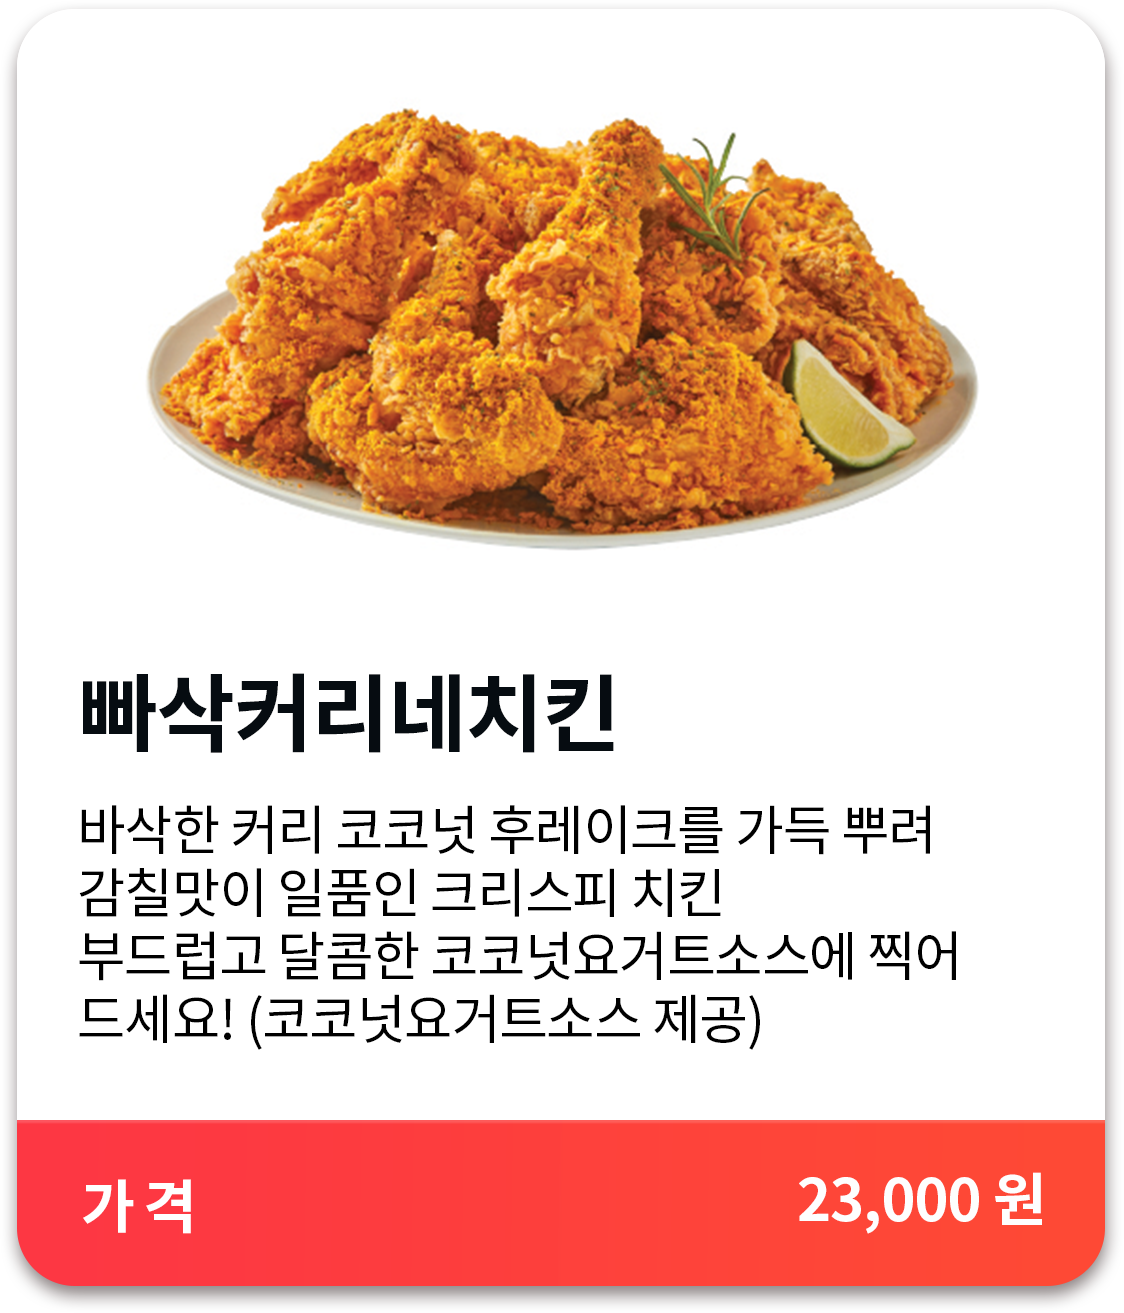 빠삭커리네치킨
바삭한 커리 코코넛 후레이크를 가득 뿌려
감칠맛이 일품인 크리스피 치킨
부드럽고 달콤한 코코넛요거트소스에 찍어
드세요! (코코넛요거트소스 제공)
가 격 23,000 원